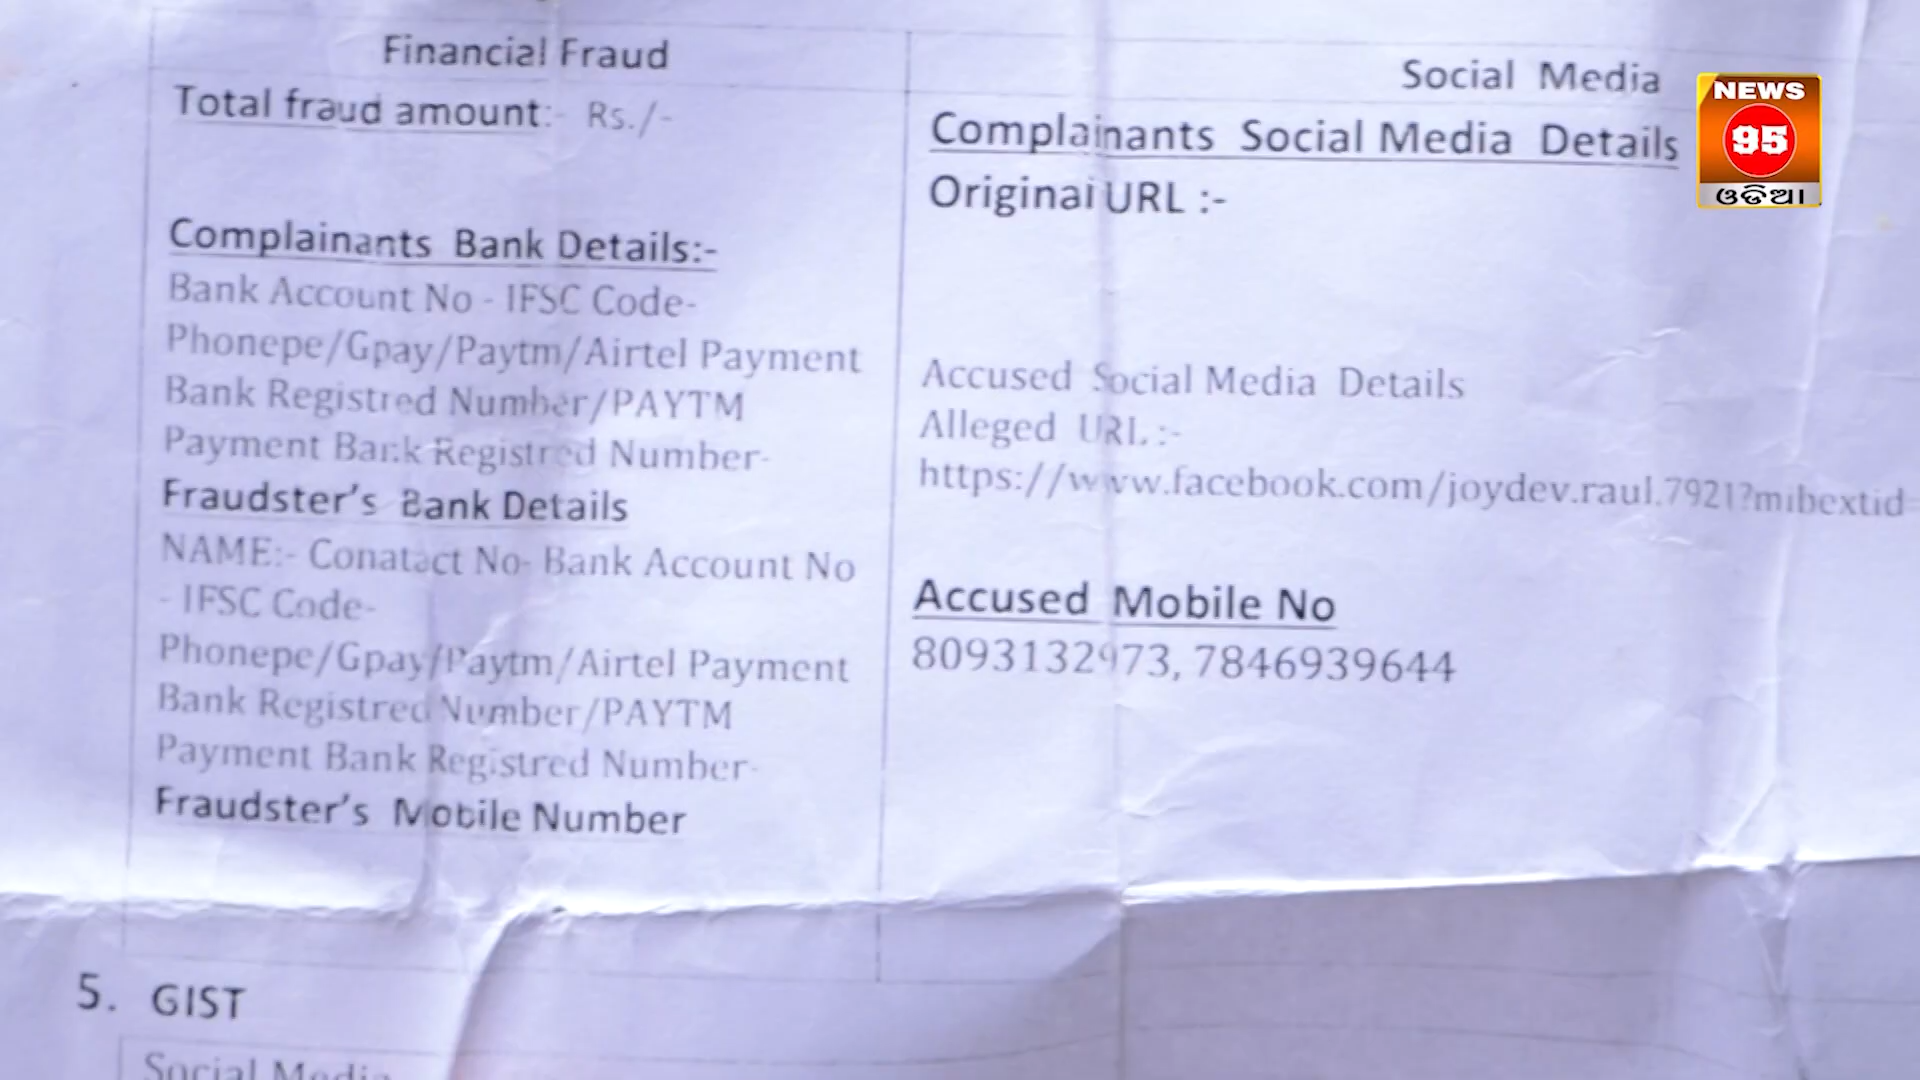 Financial Fraud
Total fraud amount:- Rs./-
Complainants Bank Details:-
Bank Account No - IFSC Code-
Phonepe/Gpay/Paytm/Airtel Payment
Bank Registred Number/PAYTM
Payment Bank Registred Number-
Fraudster's Bank Details
NAME:- Conatact No- Bank Account No
- IFSC Code-
Phonepe/Gpay/Paytm/Airtel Payment
Bank Registred Number/PAYTM
Payment Bank Registred Number-
Fraudster's Mobile Number
Social Media
Complainants Social Media Details
Original URL :-
Accused Social Media Details
Alleged URL :-
https://www.facebook.com/joydev.raul.7921?mibextid=
Accused Mobile No
8093132973, 7846939644
5. GIST
Social Media
NEWS
95
ଓଡିଆ